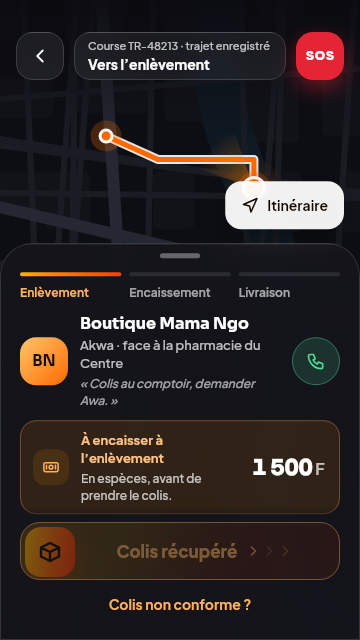 Course TR-48213 · trajet enregistré
Vers l'enlèvement
SOS
Itinéraire
Enlèvement
Encaissement
Livraison
BN
Boutique Mama Ngo
Akwa · face à la pharmacie du
Centre
« Colis au comptoir, demander
Awa. »
À encaisser à
l'enlèvement
En espèces, avant de
prendre le colis.
1 500 F
Colis récupéré
Colis non conforme ?